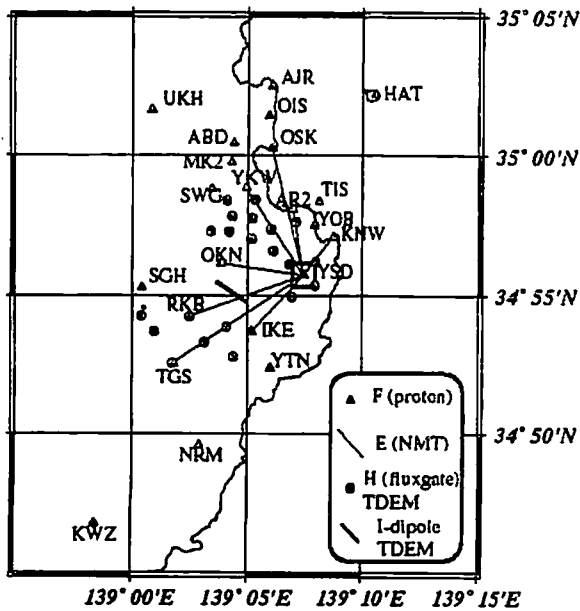 35° 05'N
AJR
UKH
HAT
OIS
ABD
OSK
35° 00'N
MK2
YKW
SWG
AR2
TIS
YOB
KNW
OKN
SGH
YSD
34° 55'N
RKB
IKE
TGS
YTN
F (proton)
E (NMT)
34° 50'N
H (fluxgate)
TDEM
NRM
I-dipole
TDEM
KWZ
139° 00'E
139° 05'E
139° 10'E
139° 15'E